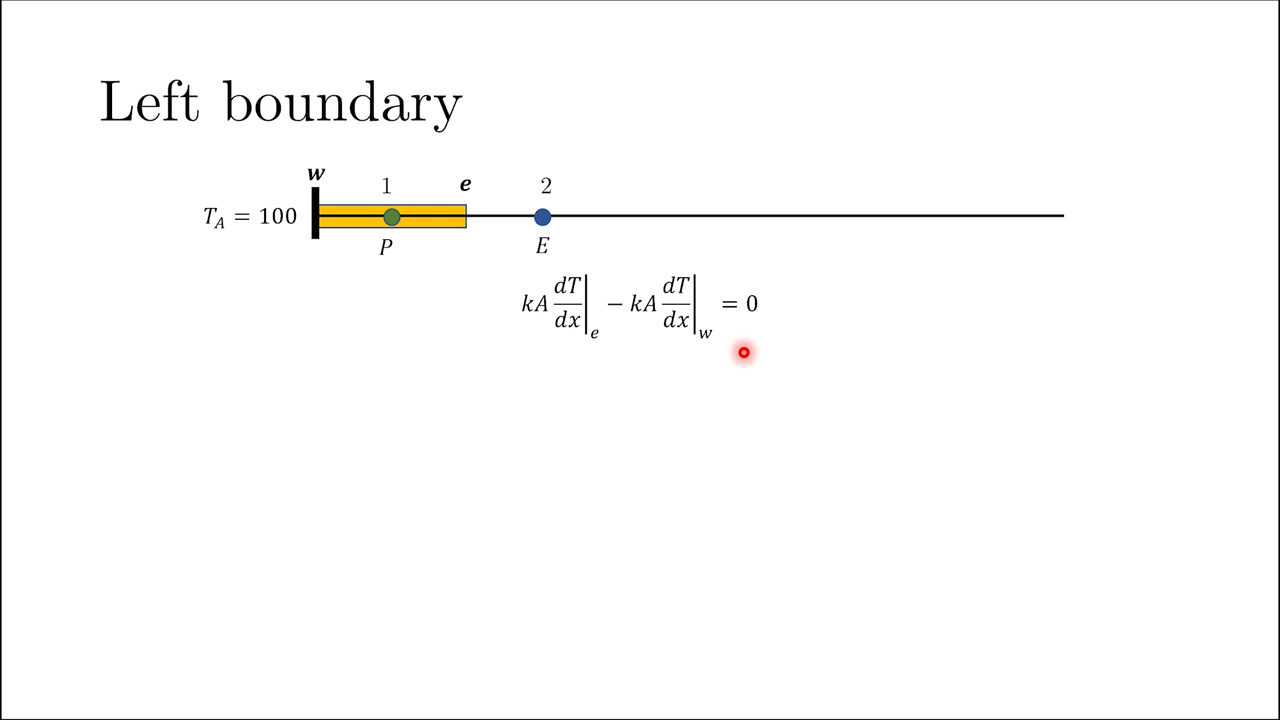 Left boundary
w 1 e 2
T_A = 100
P E
kA dT/dx|_e − kA dT/dx|_w = 0